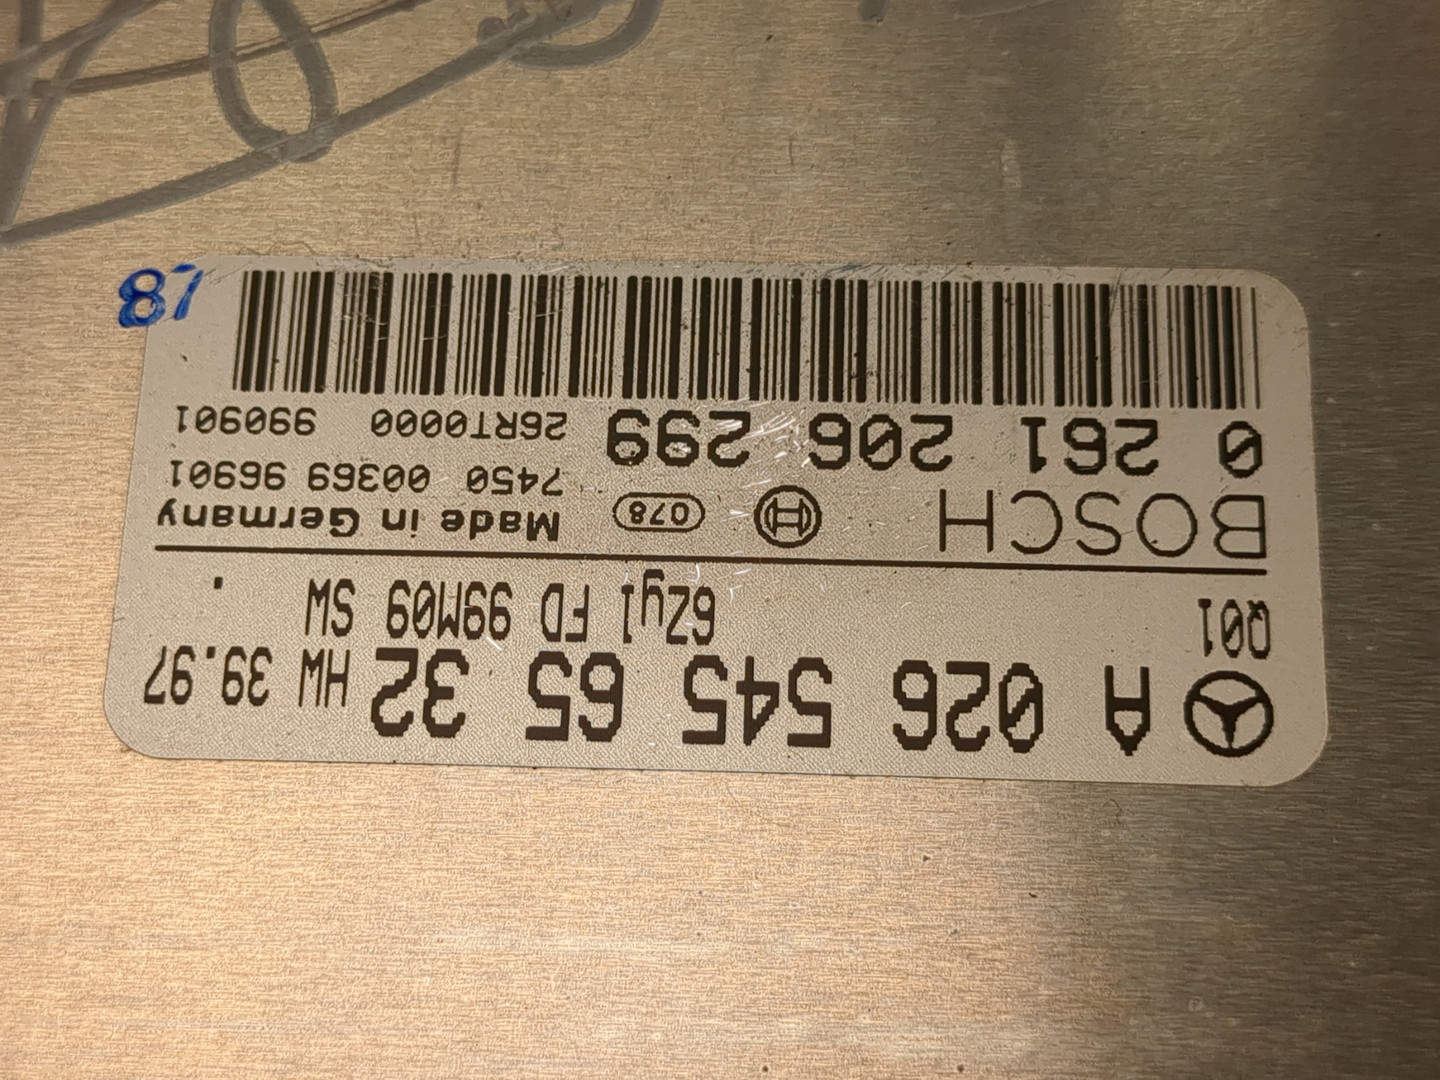 A 026 545 65 32 HW 39.97
Q01 6Zyl FD 99M09 SW .
BOSCH 078 Made in Germany
7450 00369 96901
0 261 206 299 26RT0000 990901